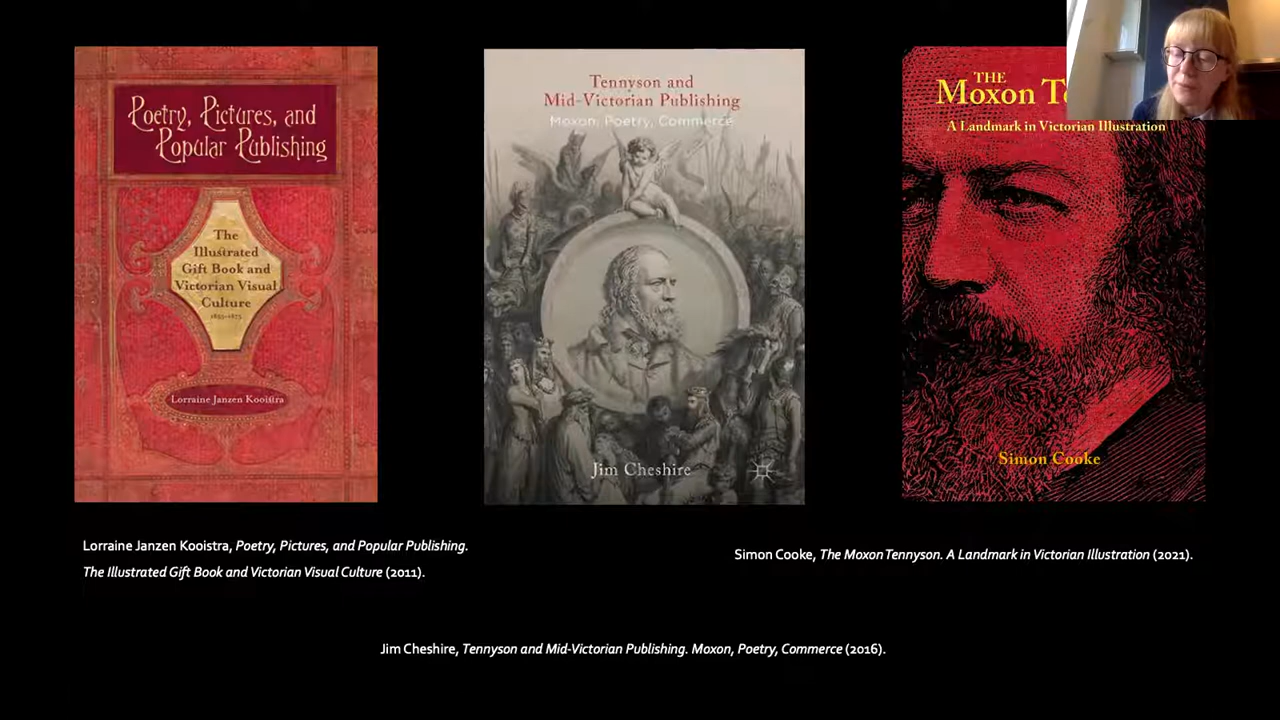 Poetry, Pictures, and
Popular Publishing
The
Illustrated
Gift Book and
Victorian Visual
Culture
1855–1875
Lorraine Janzen Kooistra
Tennyson and
Mid-Victorian Publishing
Moxon, Poetry, Commerce
Jim Cheshire
THE
Moxon
A Landmark in Victorian Illustration
Simon Cooke
Lorraine Janzen Kooistra, Poetry, Pictures, and Popular Publishing.
The Illustrated Gift Book and Victorian Visual Culture (2011).
Simon Cooke, The Moxon Tennyson. A Landmark in Victorian Illustration (2021).
Jim Cheshire, Tennyson and Mid-Victorian Publishing. Moxon, Poetry, Commerce (2016).